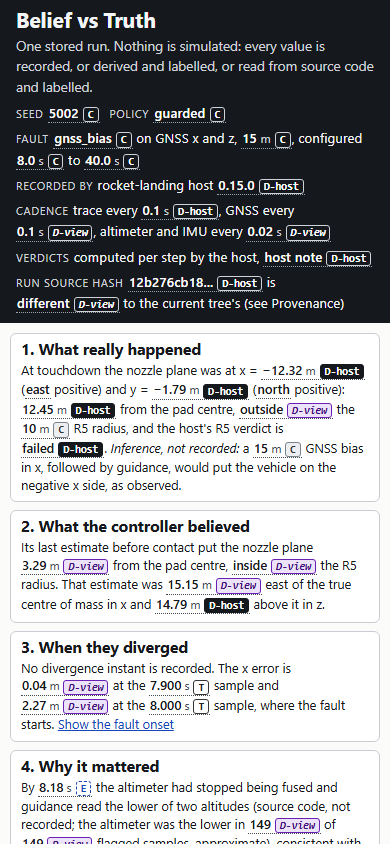 Belief vs Truth
One stored run. Nothing is simulated: every value is
recorded, or derived and labelled, or read from source code
and labelled.
SEED 5002 C POLICY guarded C
FAULT gnss_bias C on GNSS x and z, 15 m C, configured
8.0 s C to 40.0 s C
RECORDED BY rocket-landing host 0.15.0 D-host
CADENCE trace every 0.1 s D-host, GNSS every
0.1 s D-view, altimeter and IMU every 0.02 s D-view
VERDICTS computed per step by the host, host note D-host
RUN SOURCE HASH 12b276cb18... D-host is
different D-view to the current tree's (see Provenance)
1. What really happened
At touchdown the nozzle plane was at x = −12.32 m D-host
(east positive) and y = −1.79 m D-host (north positive):
12.45 m D-host from the pad centre, outside D-view the
10 m C R5 radius, and the host's R5 verdict is
failed D-host. Inference, not recorded: a 15 m C GNSS bias
in x, followed by guidance, would put the vehicle on the
negative x side, as observed.
2. What the controller believed
Its last estimate before contact put the nozzle plane
3.29 m D-view from the pad centre, inside D-view the R5
radius. That estimate was 15.15 m D-view east of the true
centre of mass in x and 14.79 m D-host above it in z.
3. When they diverged
No divergence instant is recorded. The x error is
0.04 m D-view at the 7.900 s T sample and
2.27 m D-view at the 8.000 s T sample, where the fault
starts. Show the fault onset
4. Why it mattered
By 8.18 s E the altimeter had stopped being fused and
guidance read the lower of two altitudes (source code, not
recorded; the altimeter was the lower in 149 D-view of
149 D-view flagged samples, approximate), consistent with